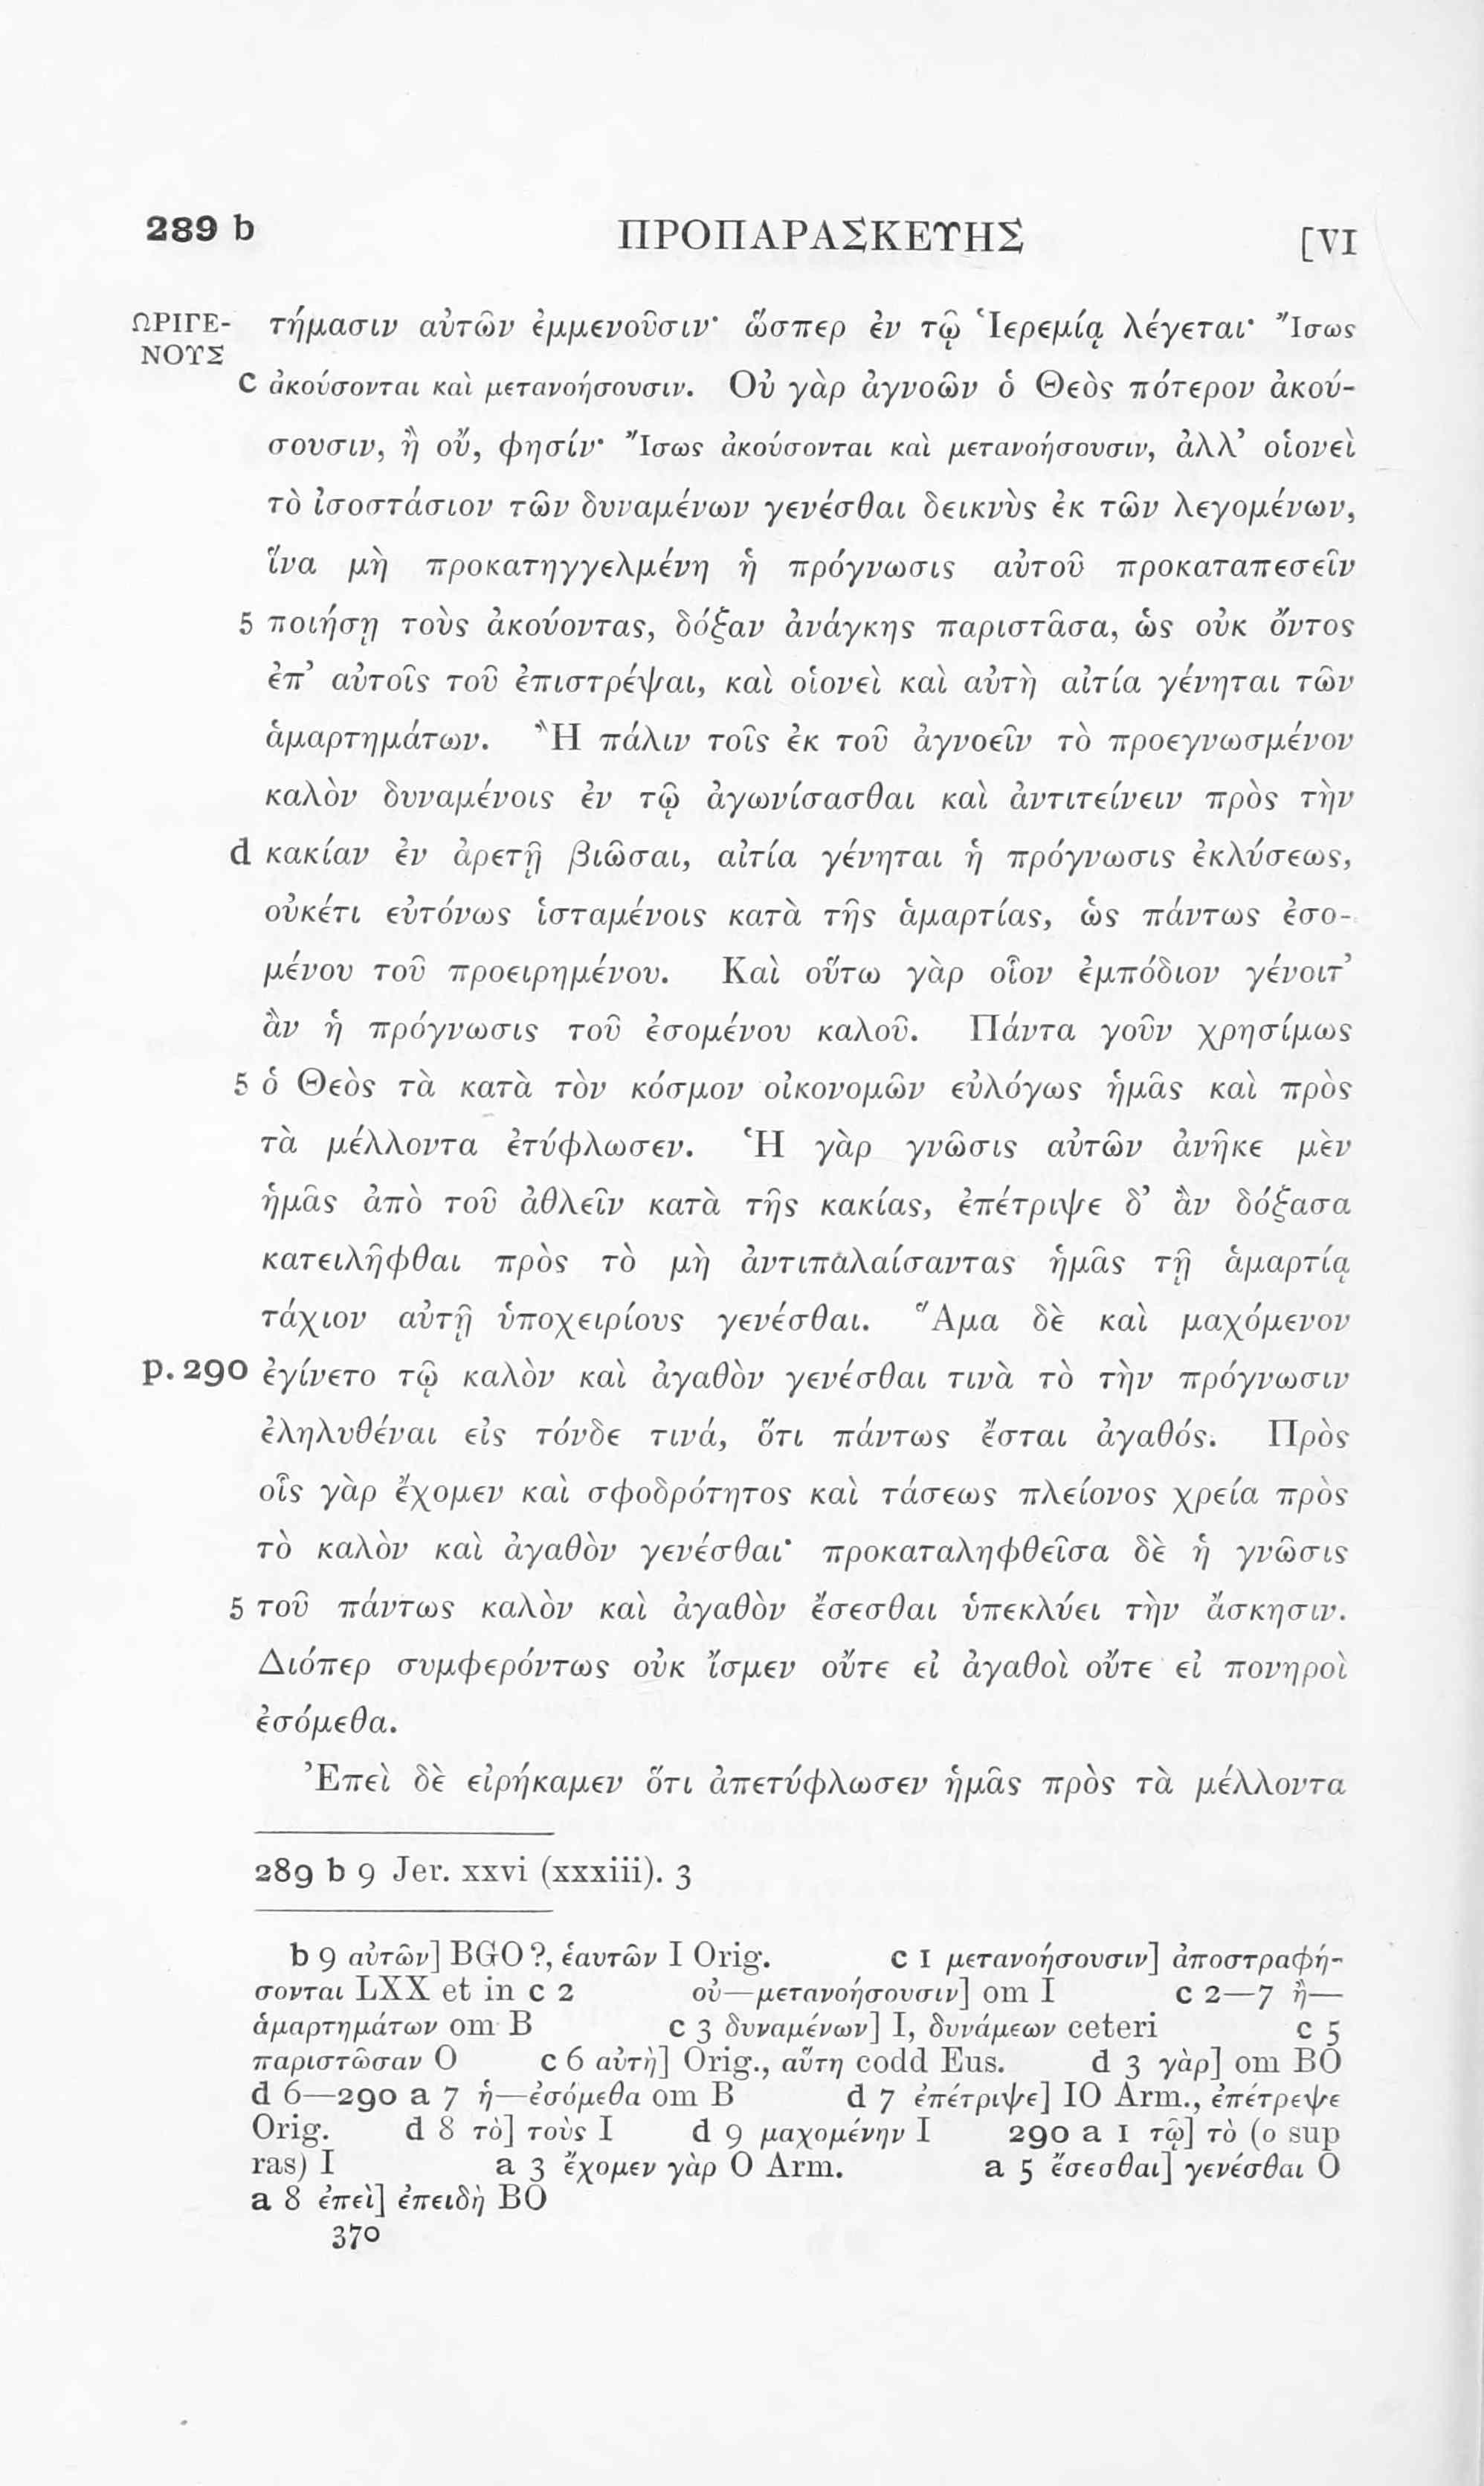 289 b ΠΡΟΠΑΡΑΣΚΕΥΗΣ [VI
ΩΡΙΓΕ- τήμασιν αὐτῶν ἐμμενοῦσιν· ὥσπερ ἐν τῷ Ἱερεμίᾳ λέγεται· Ἴσως
ΝΟΥΣ
c ἀκούσονται καὶ μετανοήσουσιν. Οὐ γὰρ ἀγνοῶν ὁ Θεὸς πότερον ἀκού-
σουσιν, ἢ οὔ, φησίν· Ἴσως ἀκούσονται καὶ μετανοήσουσιν, ἀλλ’ οἱονεὶ
τὸ ἰσοστάσιον τῶν δυναμένων γενέσθαι δεικνὺς ἐκ τῶν λεγομένων,
ἵνα μὴ προκατηγγελμένη ἡ πρόγνωσις αὐτοῦ προκαταπεσεῖν
5 ποιήσῃ τοὺς ἀκούοντας, δόξαν ἀνάγκης παριστᾶσα, ὡς οὐκ ὄντος
ἐπ’ αὐτοῖς τοῦ ἐπιστρέψαι, καὶ οἱονεὶ καὶ αὐτὴ αἰτία γένηται τῶν
ἁμαρτημάτων. Ἢ πάλιν τοῖς ἐκ τοῦ ἀγνοεῖν τὸ προεγνωσμένον
καλὸν δυναμένοις ἐν τῷ ἀγωνίσασθαι καὶ ἀντιτείνειν πρὸς τὴν
d κακίαν ἐν ἀρετῇ βιῶσαι, αἰτία γένηται ἡ πρόγνωσις ἐκλύσεως,
οὐκέτι εὐτόνως ἱσταμένοις κατὰ τῆς ἁμαρτίας, ὡς πάντως ἐσο-
μένου τοῦ προειρημένου. Καὶ οὕτω γὰρ οἷον ἐμπόδιον γένοιτ’
ἂν ἡ πρόγνωσις τοῦ ἐσομένου καλοῦ. Πάντα γοῦν χρησίμως
5 ὁ Θεὸς τὰ κατὰ τὸν κόσμον οἰκονομῶν εὐλόγως ἡμᾶς καὶ πρὸς
τὰ μέλλοντα ἐτύφλωσεν. Ἡ γὰρ γνῶσις αὐτῶν ἀνῆκε μὲν
ἡμᾶς ἀπὸ τοῦ ἀθλεῖν κατὰ τῆς κακίας, ἐπέτριψε δ’ ἂν δόξασα
κατειλῆφθαι πρὸς τὸ μὴ ἀντιπαλαίσαντας ἡμᾶς τῇ ἁμαρτίᾳ
τάχιον αὐτῇ ὑποχειρίους γενέσθαι. Ἅμα δὲ καὶ μαχόμενον
p. 290 ἐγίνετο τῷ καλὸν καὶ ἀγαθὸν γενέσθαι τινὰ τὸ τὴν πρόγνωσιν
ἐληλυθέναι εἰς τόνδε τινά, ὅτι πάντως ἔσται ἀγαθός. Πρὸς
οἷς γὰρ ἔχομεν καὶ σφοδρότητος καὶ τάσεως πλείονος χρεία πρὸς
τὸ καλὸν καὶ ἀγαθὸν γενέσθαι· προκαταληφθεῖσα δὲ ἡ γνῶσις
5 τοῦ πάντως καλὸν καὶ ἀγαθὸν ἔσεσθαι ὑπεκλύει τὴν ἄσκησιν.
Διόπερ συμφερόντως οὐκ ἴσμεν οὔτε εἰ ἀγαθοὶ οὔτε εἰ πονηροὶ
ἐσόμεθα.
Ἐπεὶ δὲ εἰρήκαμεν ὅτι ἀπετύφλωσεν ἡμᾶς πρὸς τὰ μέλλοντα
289 b 9 Jer. xxvi (xxxiii). 3
b 9 αὐτῶν] BGO?, ἑαυτῶν I Orig. c 1 μετανοήσουσιν] ἀποστραφή-
σονται LXX et in c 2 οὐ—μετανοήσουσιν] om I c 2—7 ἢ—
ἁμαρτημάτων om B c 3 δυναμένων] I, δυνάμεων ceteri c 5
παριστῶσαν O c 6 αὐτὴ] Orig., αὕτη codd Eus. d 3 γὰρ] om BO
d 6—290 a 7 ἡ—ἐσόμεθα om B d 7 ἐπέτριψε] IO Arm., ἐπέτρεψε
Orig. d 8 τὸ] τοὺς I d 9 μαχομένην I 290 a 1 τῷ] τὸ (ο sup
ras) I a 3 ἔχομεν γὰρ O Arm. a 5 ἔσεσθαι] γενέσθαι O
a 8 ἐπεὶ] ἐπειδὴ BO
370